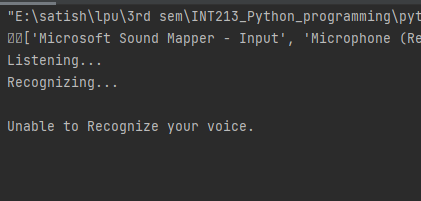 "E:\satish\lpu\3rd sem\INT213_Python_programming\pyt
['Microsoft Sound Mapper - Input', 'Microphone (Re
Listening...
Recognizing...
Unable to Recognize your voice.